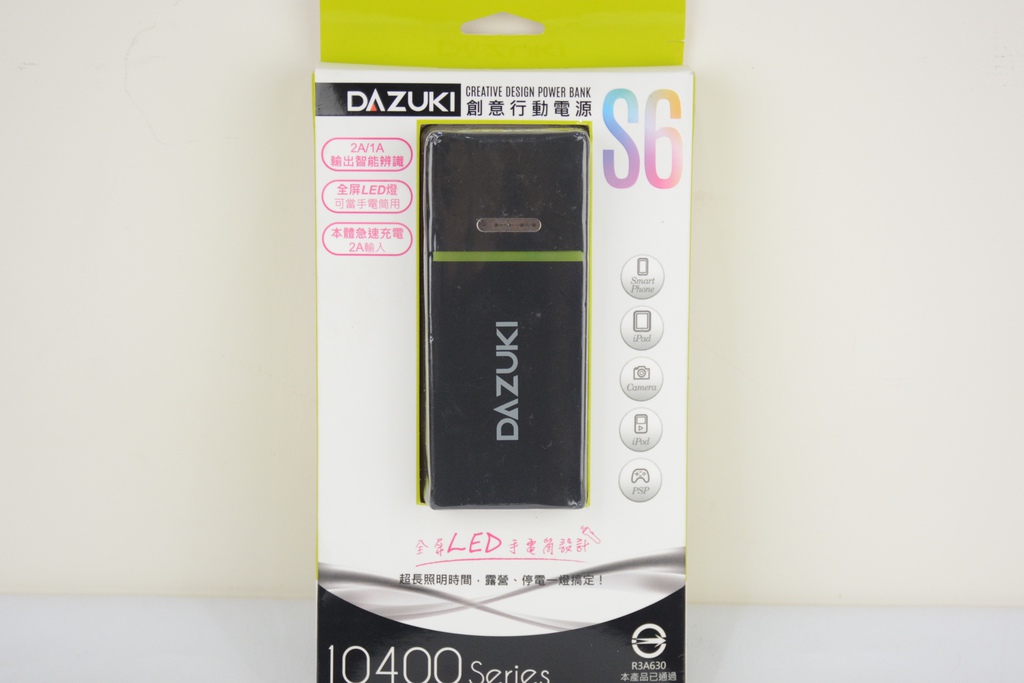 DAZUKI
CREATIVE DESIGN POWER BANK
創意行動電源
S6
2A/1A
輸出智能辨識
全屏LED燈
可當手電筒用
本體急速充電
2A輸入
Smart
Phone
iPad
Camera
iPod
PSP
DAZUKI
全屏LED手電筒設計
超長照明時間，露營、停電一燈搞定！
10400 Series
R3A630
本產品已通過